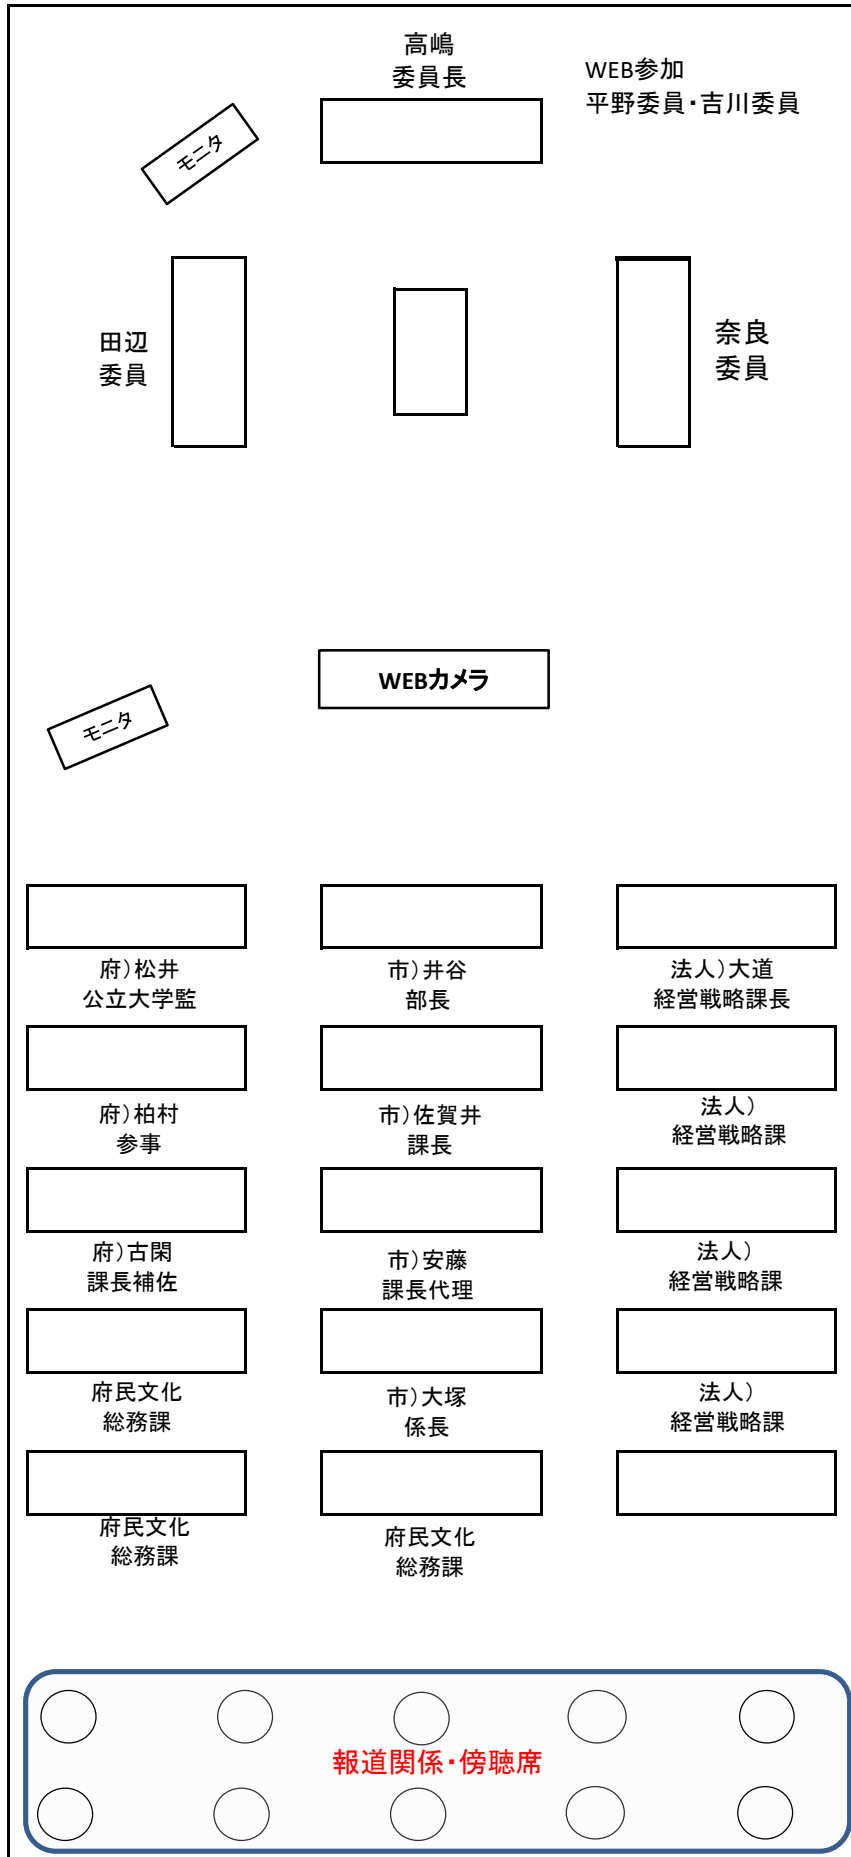 高嶋
委員長
WEB参加
平野委員・吉川委員
モニタ
田辺
委員
奈良
委員
WEBカメラ
モニタ
府)松井
公立大学監
市)井谷
部長
法人)大道
経営戦略課長
府)柏村
参事
市)佐賀井
課長
法人)
経営戦略課
府)古閑
課長補佐
市)安藤
課長代理
法人)
経営戦略課
府民文化
総務課
市)大塚
係長
法人)
経営戦略課
府民文化
総務課
府民文化
総務課
報道関係・傍聴席